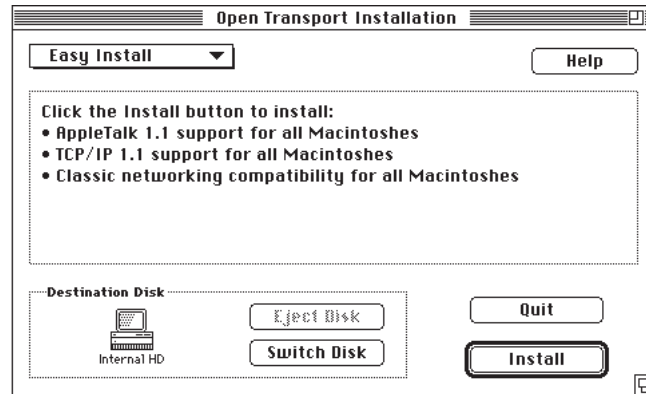 Open Transport Installation
Easy Install
Help
Click the Install button to install:
• AppleTalk 1.1 support for all Macintoshes
• TCP/IP 1.1 support for all Macintoshes
• Classic networking compatibility for all Macintoshes
Destination Disk
Eject Disk
Quit
Internal HD
Switch Disk
Install